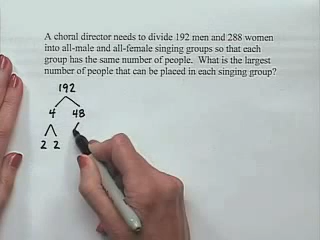 A choral director needs to divide 192 men and 288 women
into all-male and all-female singing groups so that each
group has the same number of people. What is the largest
number of people that can be placed in each singing group?
192
4 48
2 2